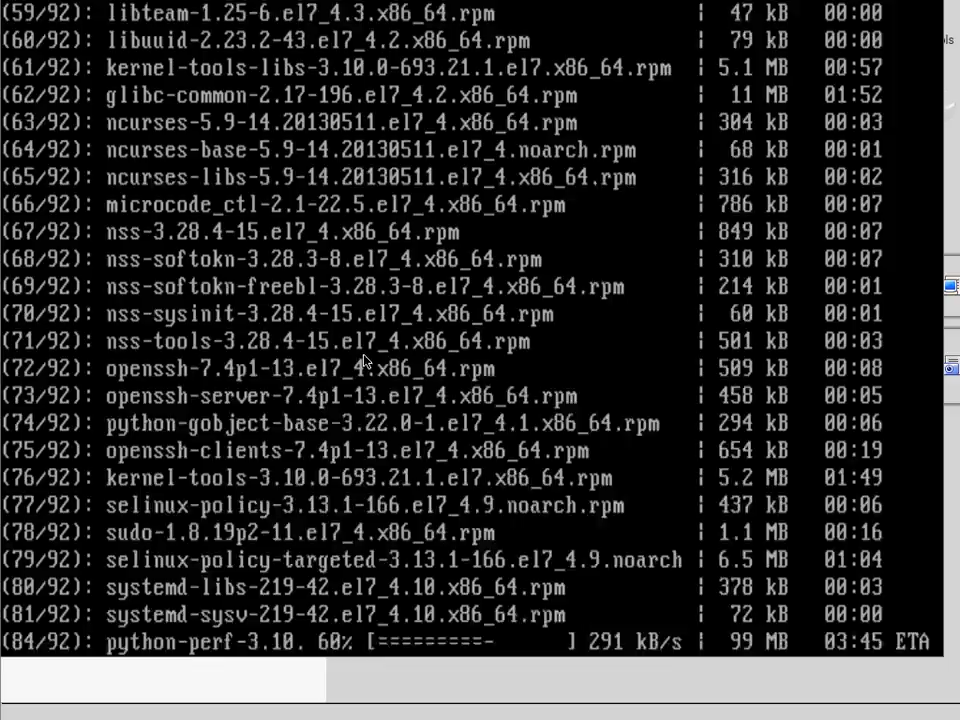 (59/92): libteam-1.25-6.el7_4.3.x86_64.rpm | 47 kB 00:00
(60/92): libuuid-2.23.2-43.el7_4.2.x86_64.rpm | 79 kB 00:00
(61/92): kernel-tools-libs-3.10.0-693.21.1.el7.x86_64.rpm | 5.1 MB 00:57
(62/92): glibc-common-2.17-196.el7_4.2.x86_64.rpm | 11 MB 01:52
(63/92): ncurses-5.9-14.20130511.el7_4.x86_64.rpm | 304 kB 00:03
(64/92): ncurses-base-5.9-14.20130511.el7_4.noarch.rpm | 68 kB 00:01
(65/92): ncurses-libs-5.9-14.20130511.el7_4.x86_64.rpm | 316 kB 00:02
(66/92): microcode_ctl-2.1-22.5.el7_4.x86_64.rpm | 786 kB 00:07
(67/92): nss-3.28.4-15.el7_4.x86_64.rpm | 849 kB 00:07
(68/92): nss-softokn-3.28.3-8.el7_4.x86_64.rpm | 310 kB 00:07
(69/92): nss-softokn-freebl-3.28.3-8.el7_4.x86_64.rpm | 214 kB 00:01
(70/92): nss-sysinit-3.28.4-15.el7_4.x86_64.rpm | 60 kB 00:01
(71/92): nss-tools-3.28.4-15.el7_4.x86_64.rpm | 501 kB 00:03
(72/92): openssh-7.4p1-13.el7_4.x86_64.rpm | 509 kB 00:08
(73/92): openssh-server-7.4p1-13.el7_4.x86_64.rpm | 458 kB 00:05
(74/92): python-gobject-base-3.22.0-1.el7_4.1.x86_64.rpm | 294 kB 00:06
(75/92): openssh-clients-7.4p1-13.el7_4.x86_64.rpm | 654 kB 00:19
(76/92): kernel-tools-3.10.0-693.21.1.el7.x86_64.rpm | 5.2 MB 01:49
(77/92): selinux-policy-3.13.1-166.el7_4.9.noarch.rpm | 437 kB 00:06
(78/92): sudo-1.8.19p2-11.el7_4.x86_64.rpm | 1.1 MB 00:16
(79/92): selinux-policy-targeted-3.13.1-166.el7_4.9.noarch | 6.5 MB 01:04
(80/92): systemd-libs-219-42.el7_4.10.x86_64.rpm | 378 kB 00:03
(81/92): systemd-sysv-219-42.el7_4.10.x86_64.rpm | 72 kB 00:00
(84/92): python-perf-3.10. 60% [=========- ] 291 kB/s | 99 MB 03:45 ETA